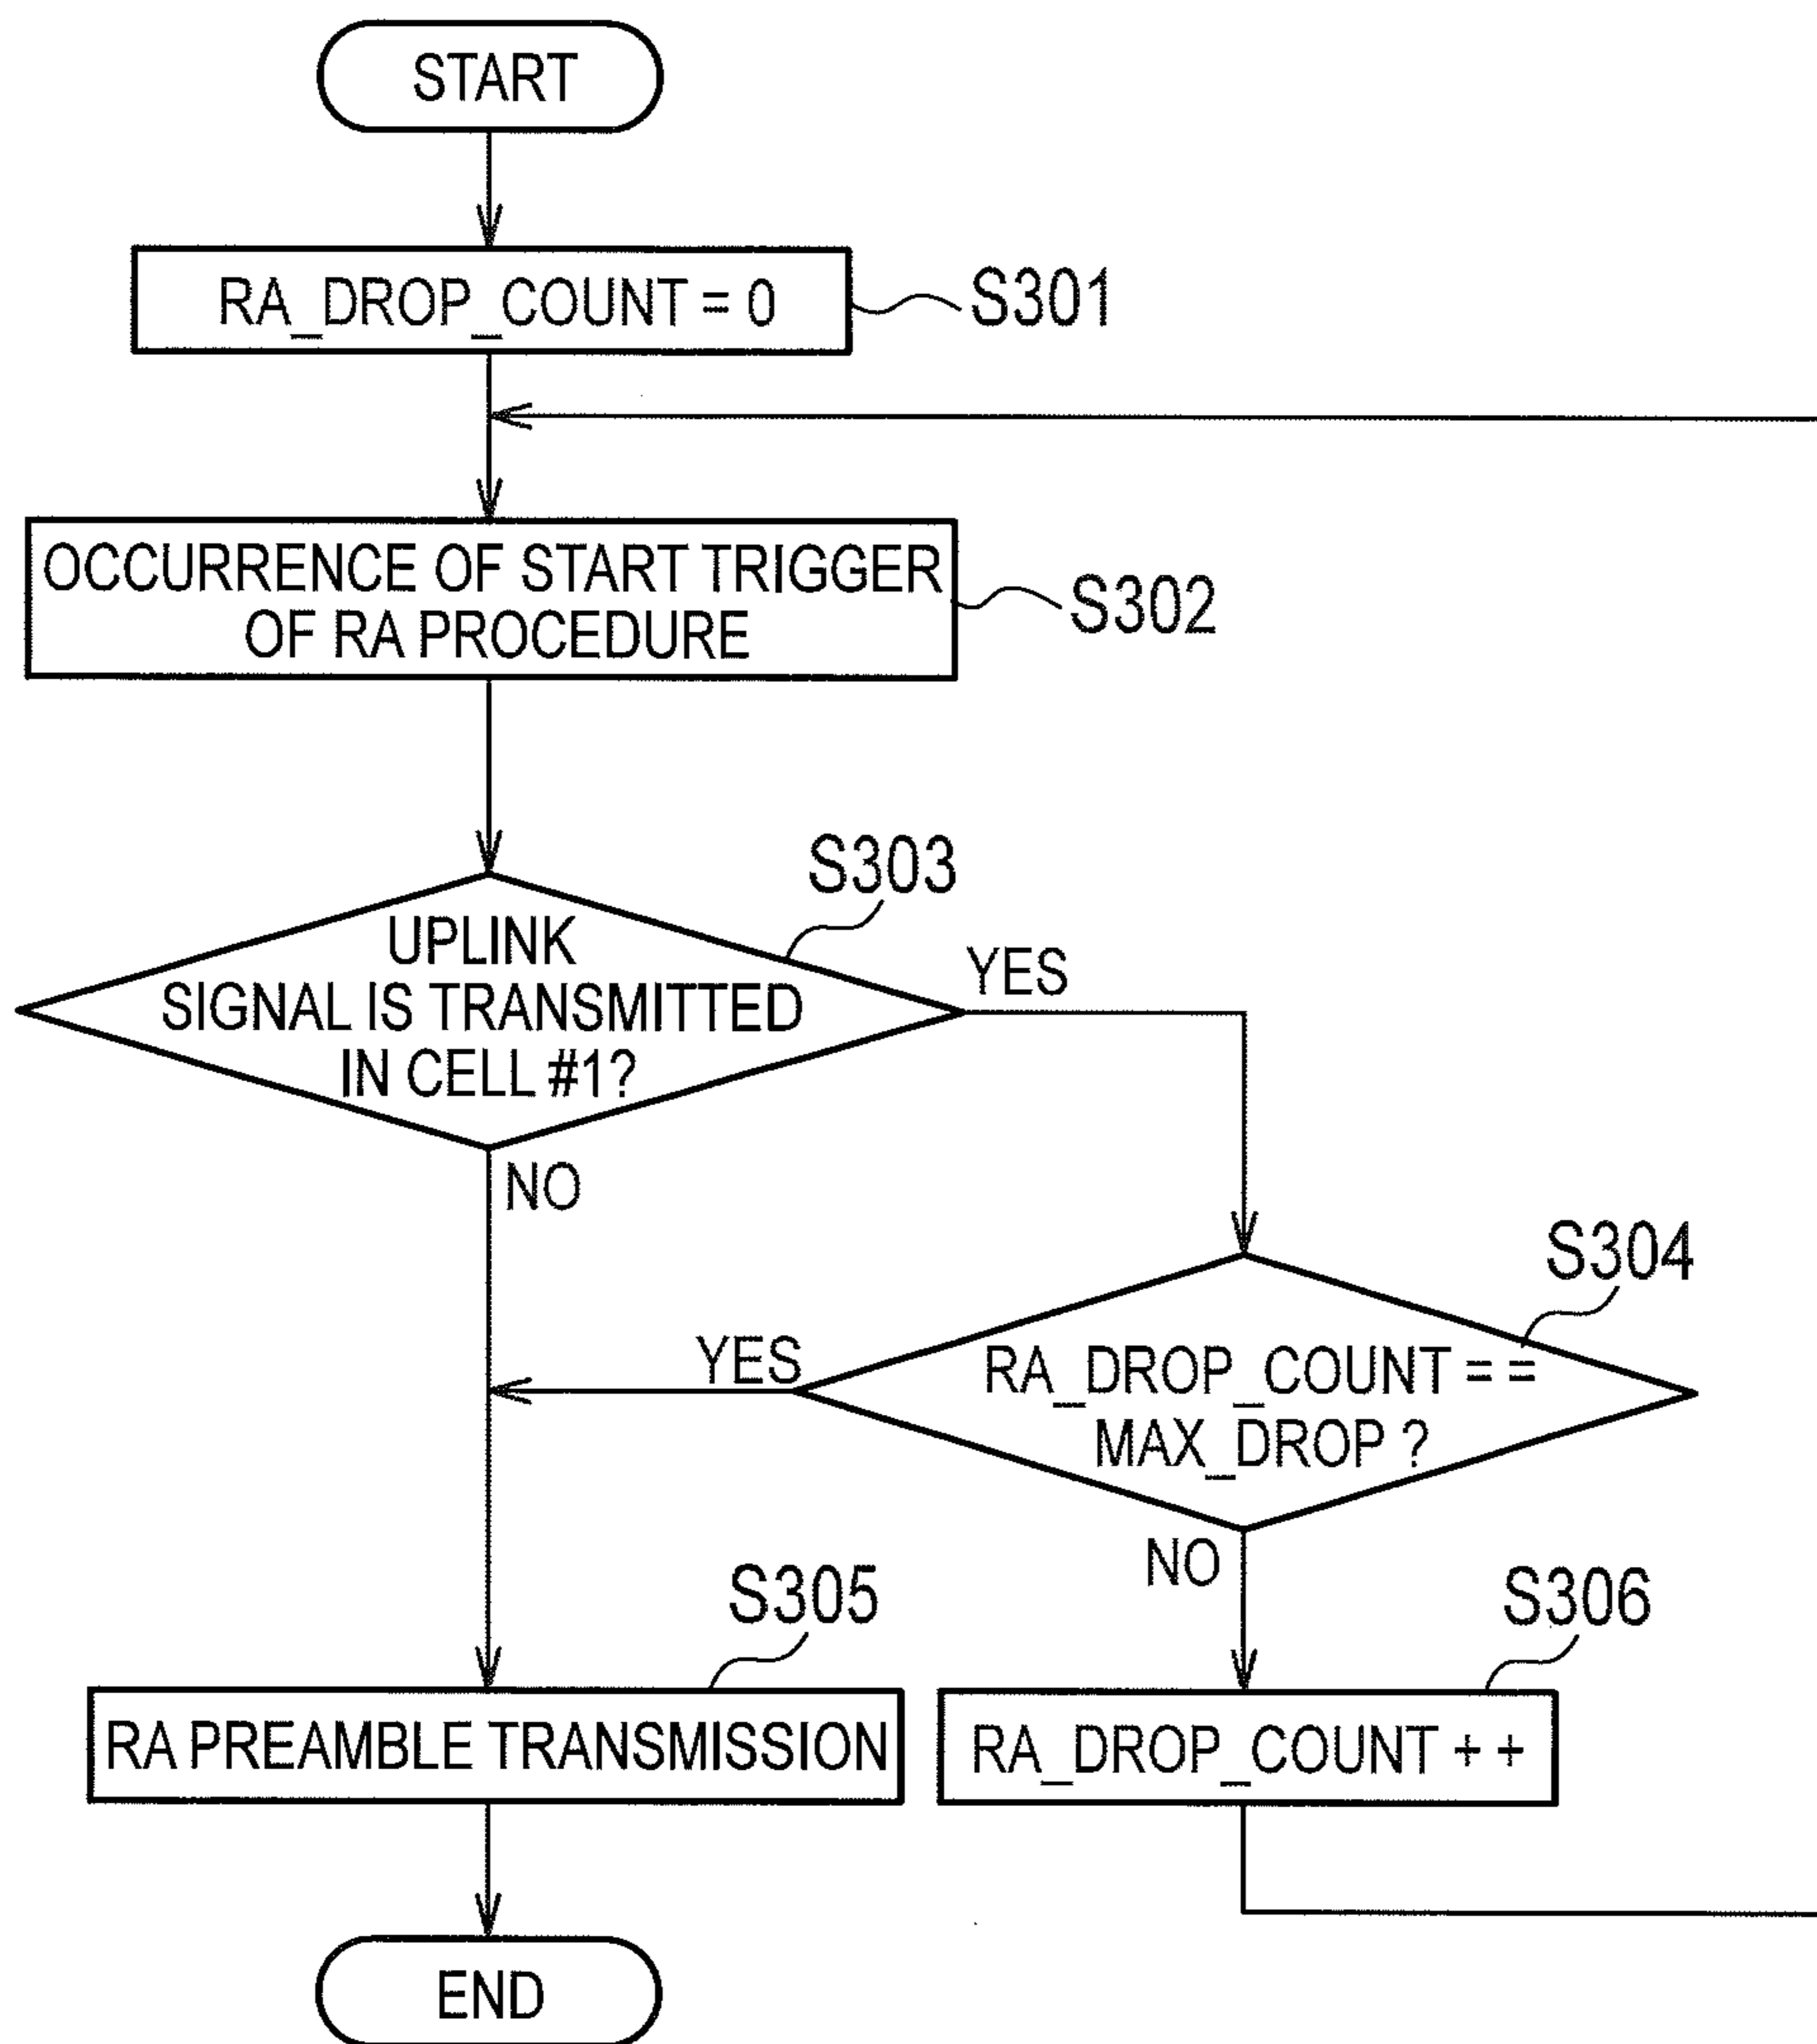 START
RA_DROP_COUNT = 0
S301
OCCURRENCE OF START TRIGGER
OF RA PROCEDURE
S302
S303
UPLINK
SIGNAL IS TRANSMITTED
IN CELL #1?
YES
NO
S304
YES
RA_DROP_COUNT = =
MAX_DROP ?
NO
S305
S306
RA PREAMBLE TRANSMISSION
RA_DROP_COUNT + +
END